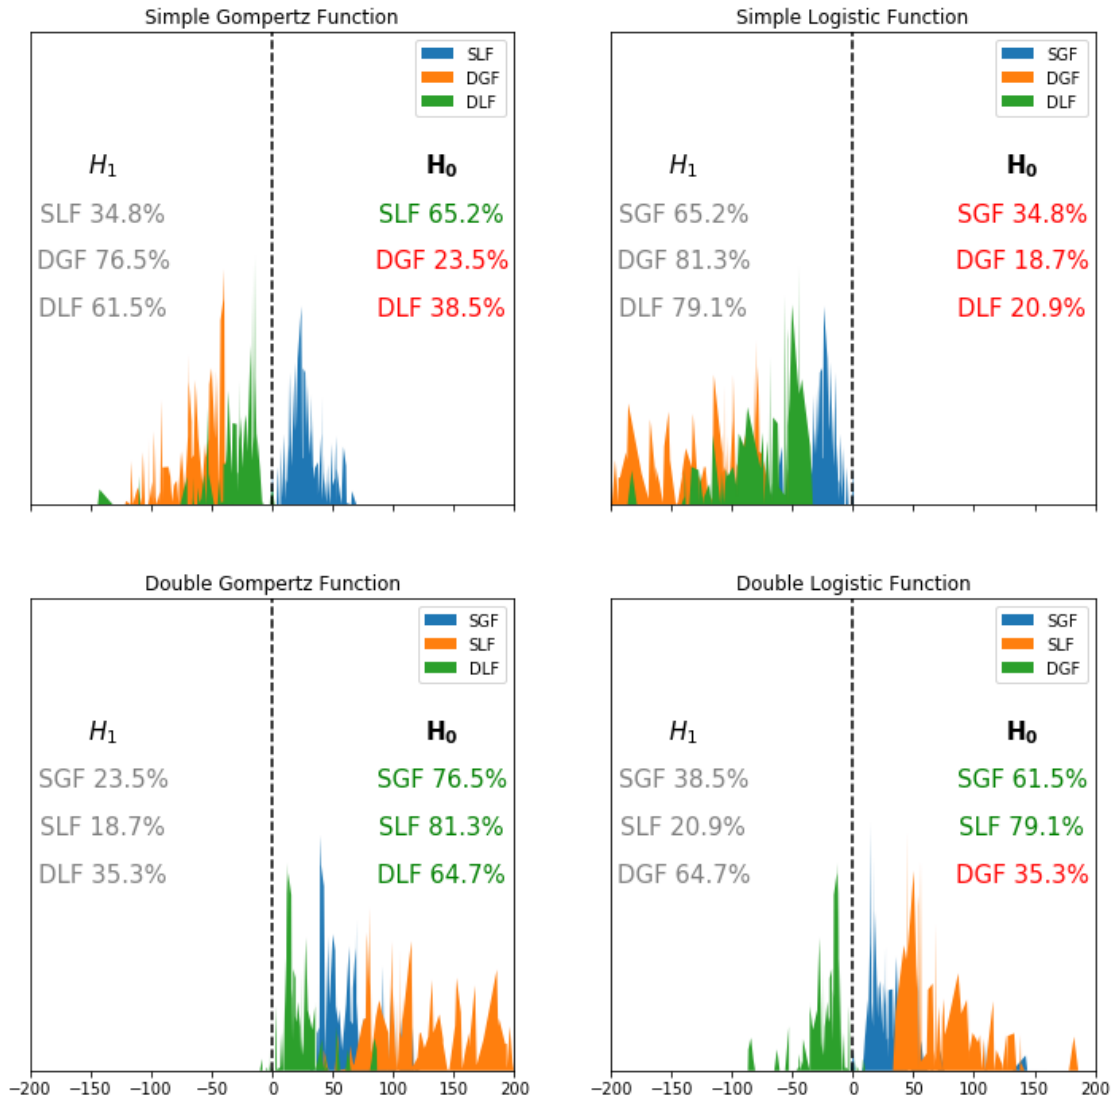 Simple Gompertz Function
SLF
DGF
DLF
H1
H0
SLF 34.8%
SLF 65.2%
DGF 76.5%
DGF 23.5%
DLF 61.5%
DLF 38.5%
Simple Logistic Function
SGF
DGF
DLF
H1
H0
SGF 65.2%
SGF 34.8%
DGF 81.3%
DGF 18.7%
DLF 79.1%
DLF 20.9%
Double Gompertz Function
SGF
SLF
DLF
H1
H0
SGF 23.5%
SGF 76.5%
SLF 18.7%
SLF 81.3%
DLF 35.3%
DLF 64.7%
−200 −150 −100 −50 0 50 100 150 200
Double Logistic Function
SGF
SLF
DGF
H1
H0
SGF 38.5%
SGF 61.5%
SLF 20.9%
SLF 79.1%
DGF 64.7%
DGF 35.3%
−200 −150 −100 −50 0 50 100 150 200